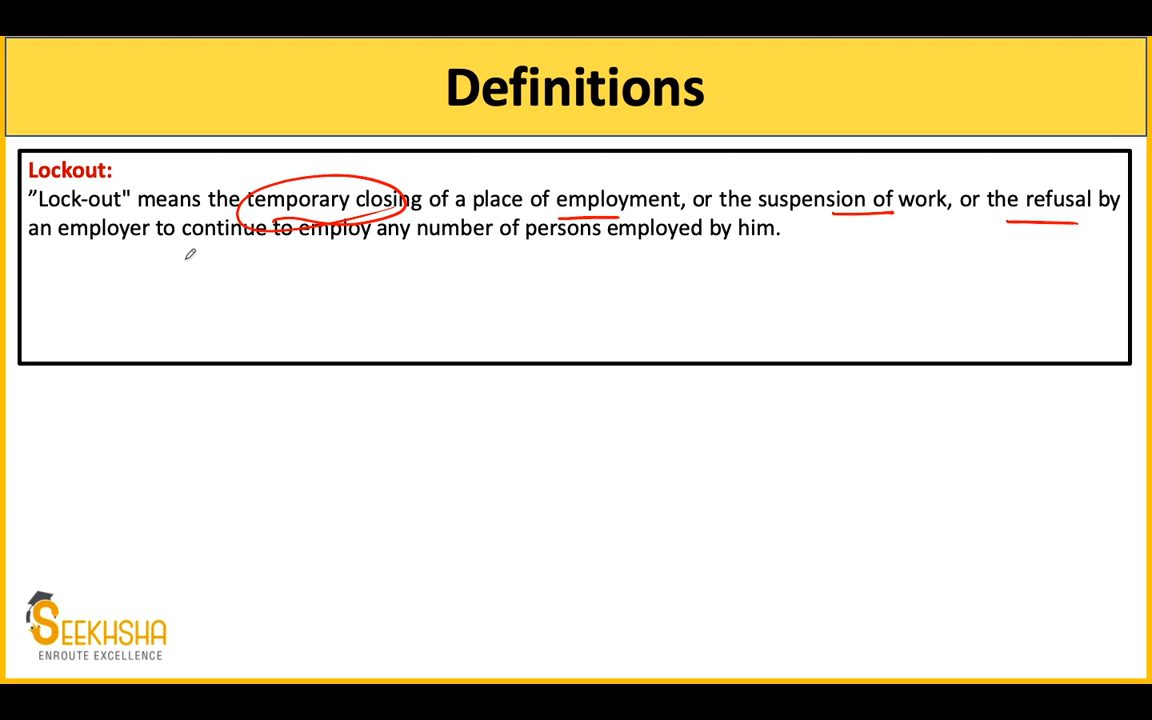 Definitions
Lockout:
”Lock-out" means the temporary closing of a place of employment, or the suspension of work, or the refusal by
an employer to continue to employ any number of persons employed by him.
SEEKHSHA
ENROUTE EXCELLENCE